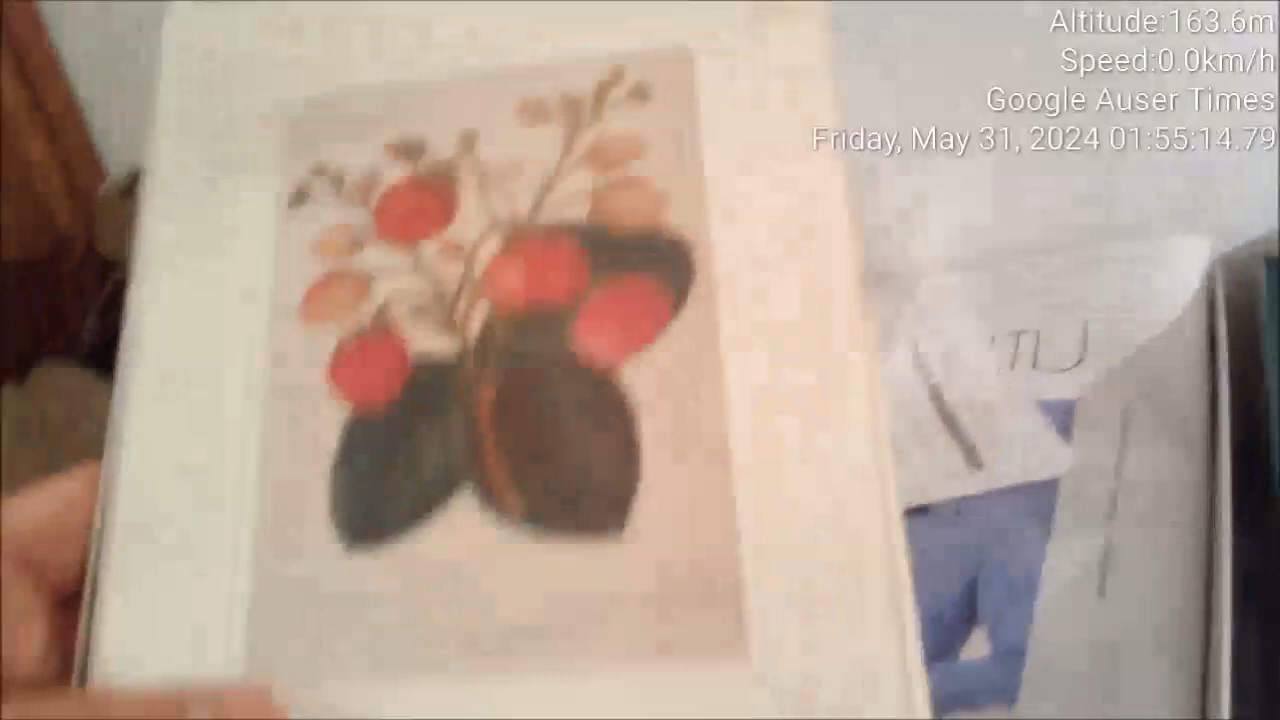 Altitude:163.6m
Speed:0.0km/h
Google Auser Times
Friday, May 31, 2024 01:55:14.79